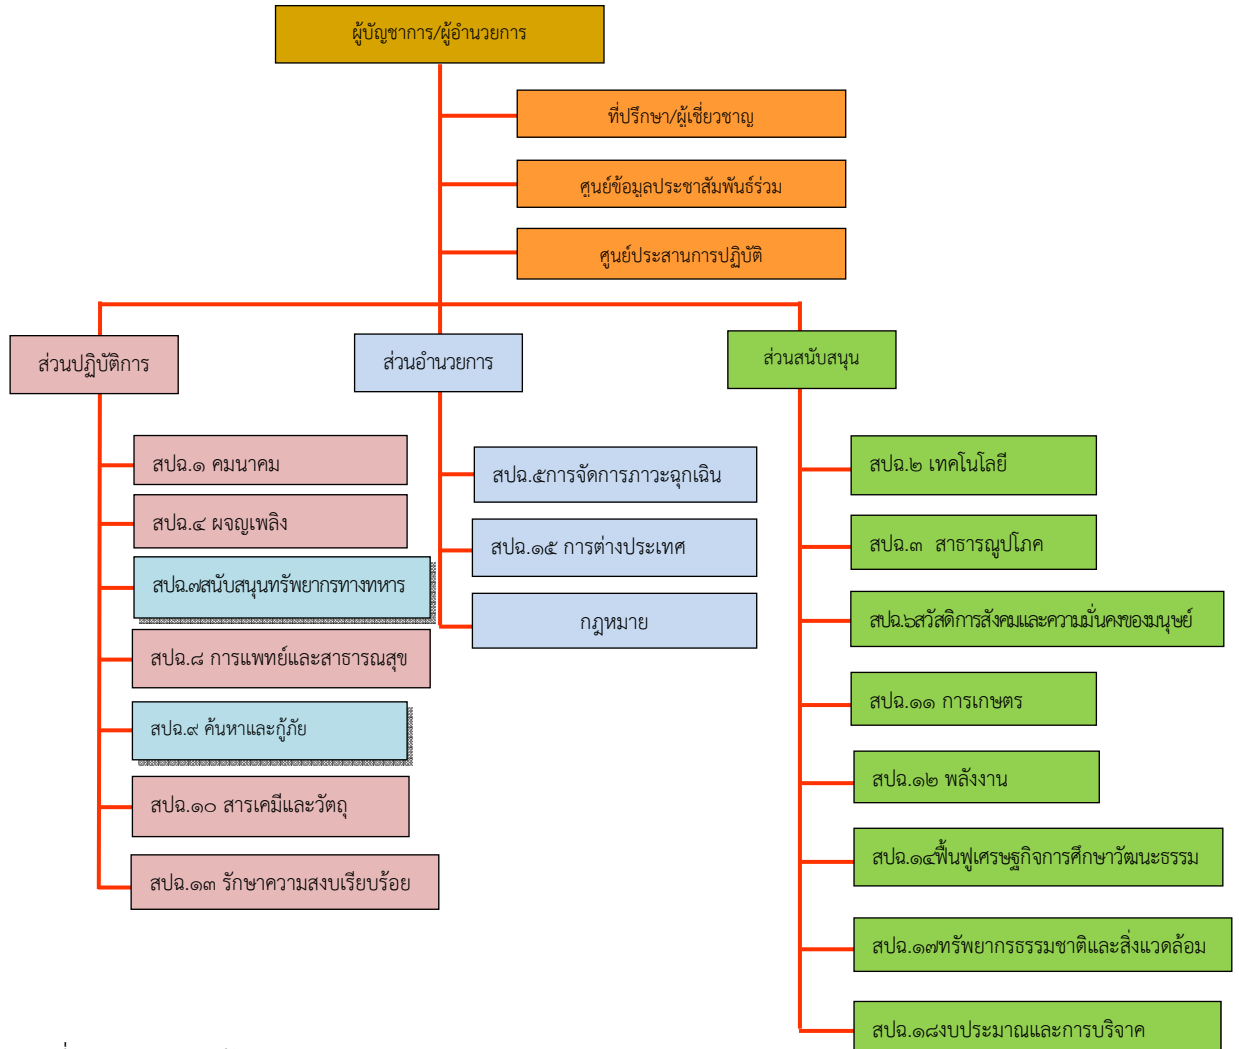 ผู้บัญชาการ/ผู้อำนวยการ
ที่ปรึกษา/ผู้เชี่ยวชาญ
ศูนย์ข้อมูลประชาสัมพันธ์ร่วม
ศูนย์ประสานการปฏิบัติ
ส่วนปฏิบัติการ
สปฉ.๑ คมนาคม
สปฉ.๔ ผจญเพลิง
สปฉ.๗สนับสนุนทรัพยากรทางทหาร
สปฉ.๘ การแพทย์และสาธารณสุข
สปฉ.๙ ค้นหาและกู้ภัย
สปฉ.๑๐ สารเคมีและวัตถุ
สปฉ.๑๓ รักษาความสงบเรียบร้อย
ส่วนอำนวยการ
สปฉ.๕การจัดการภาวะฉุกเฉิน
สปฉ.๑๕ การต่างประเทศ
กฎหมาย
ส่วนสนับสนุน
สปฉ.๒ เทคโนโลยี
สปฉ.๓ สาธารณูปโภค
สปฉ.๖สวัสดิการสังคมและความมั่นคงของมนุษย์
สปฉ.๑๑ การเกษตร
สปฉ.๑๒ พลังงาน
สปฉ.๑๔ฟื้นฟูเศรษฐกิจการศึกษาวัฒนะธรรม
สปฉ.๑๗ทรัพยากรธรรมชาติและสิ่งแวดล้อม
สปฉ.๑๘งบประมาณและการบริจาค